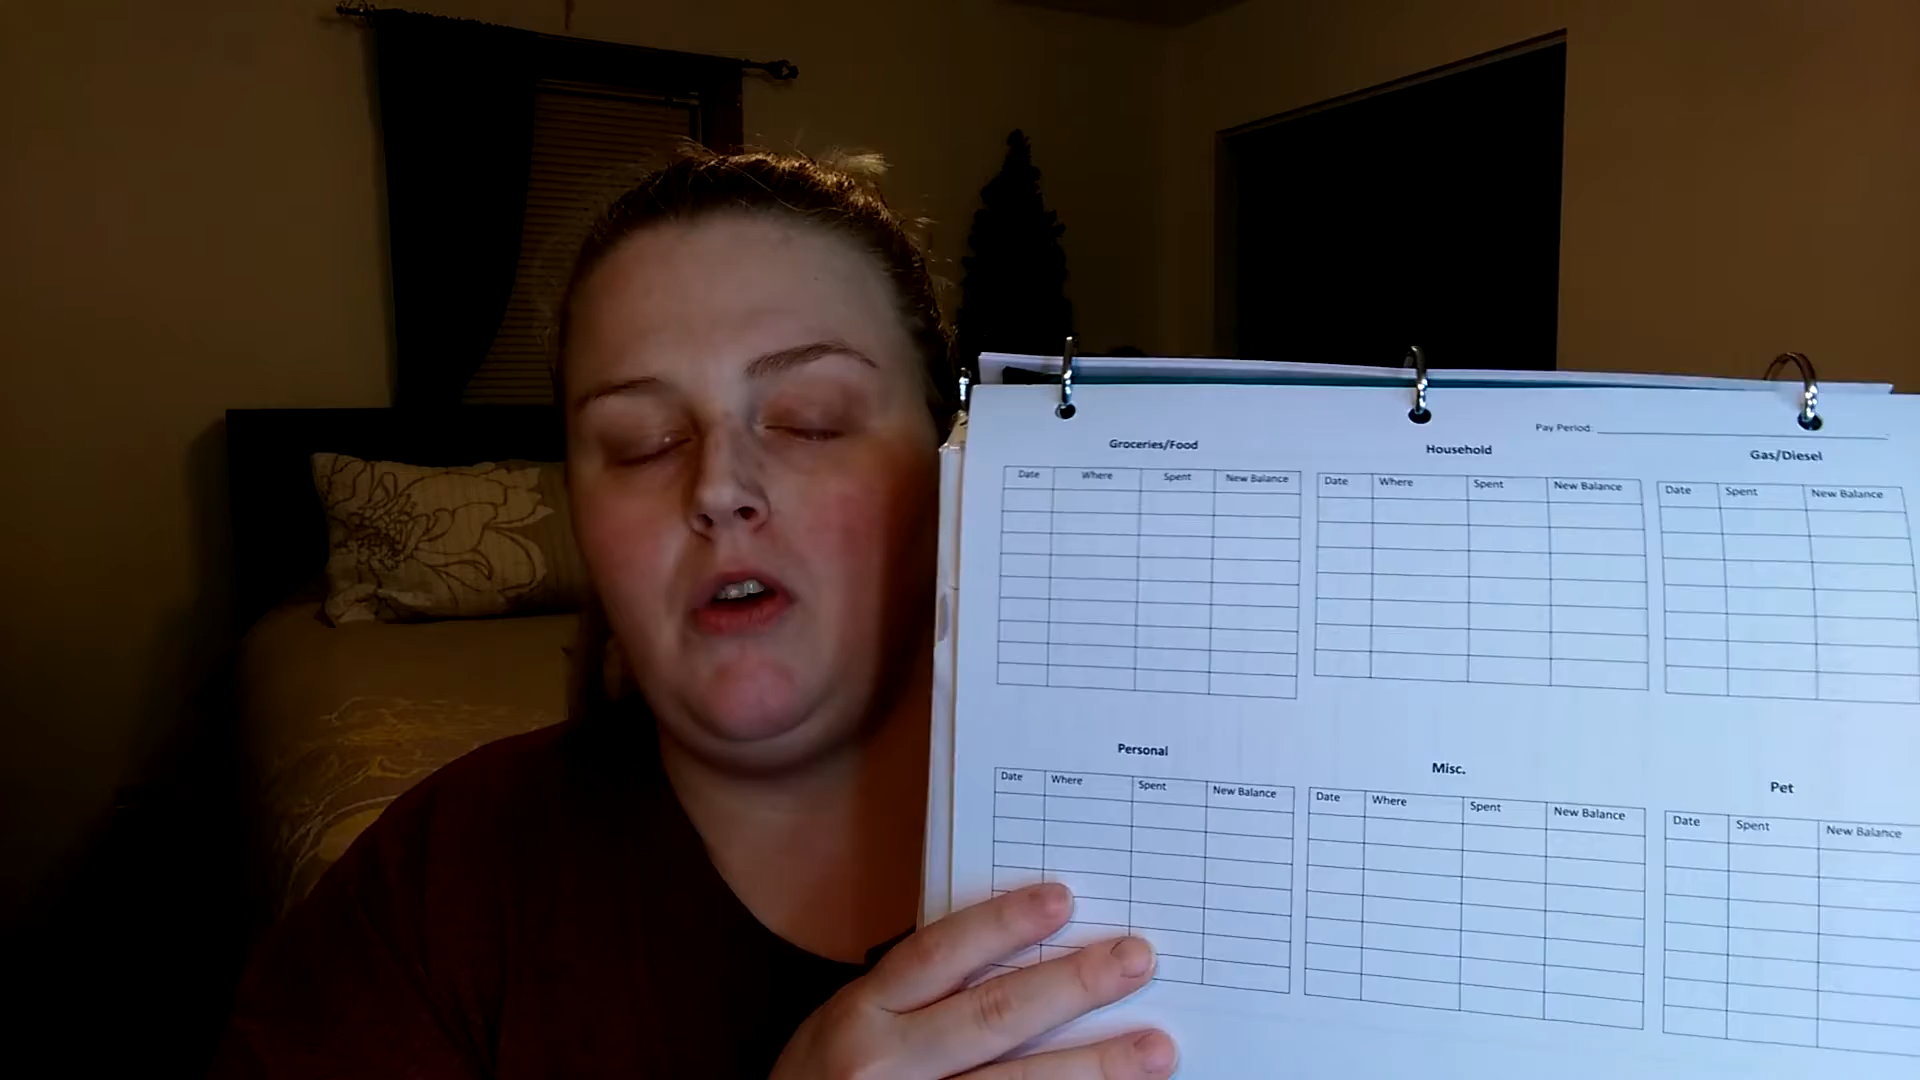 Pay Period:
Groceries/Food Household Gas/Diesel
Date Where Spent New Balance Date Where Spent New Balance Date Spent New Balance
Personal Misc. Pet
Date Where Spent New Balance Date Where Spent New Balance Date Spent New Balance